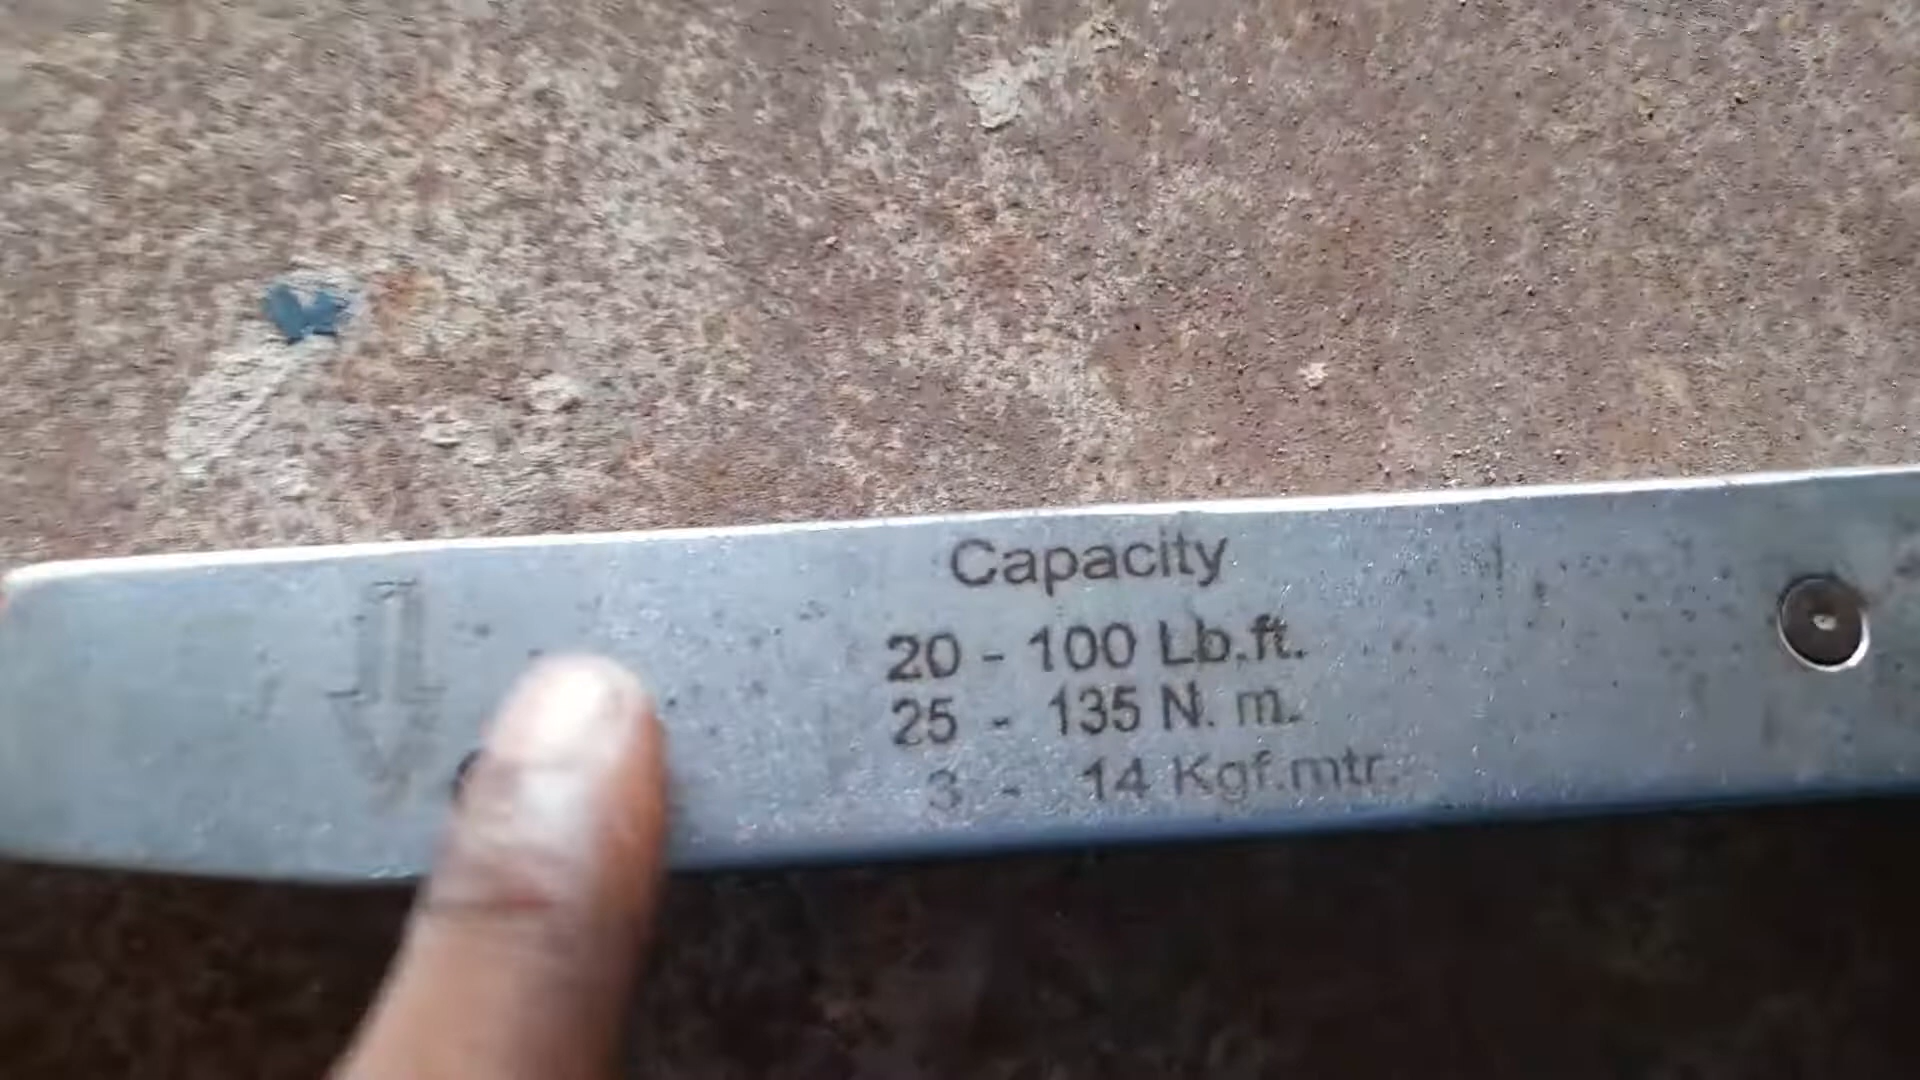 Capacity
20 - 100 Lb.ft.
25 - 135 N. m.
3 - 14 Kgf.mtr.